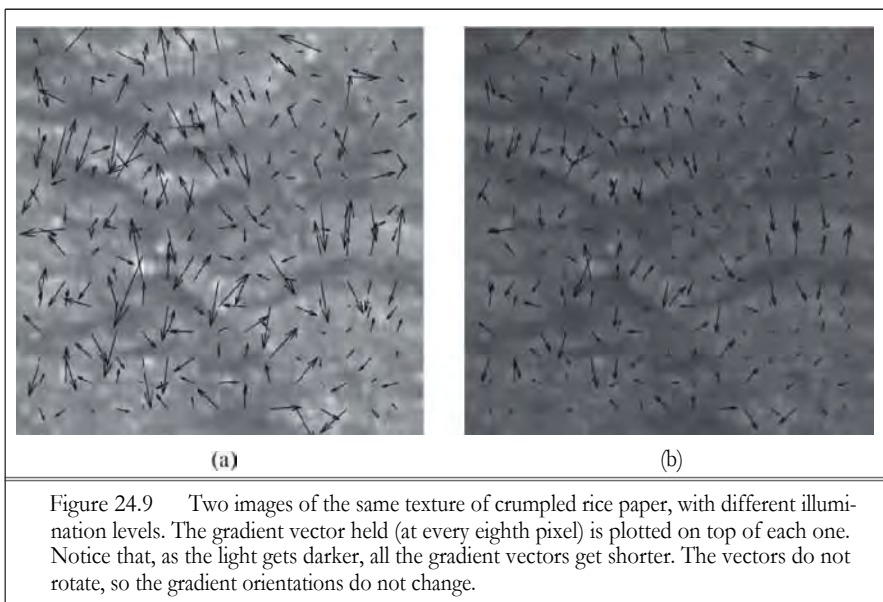 (a) (b)
Figure 24.9 Two images of the same texture of crumpled rice paper, with different illumi-
nation levels. The gradient vector held (at every eighth pixel) is plotted on top of each one.
Notice that, as the light gets darker, all the gradient vectors get shorter. The vectors do not
rotate, so the gradient orientations do not change.